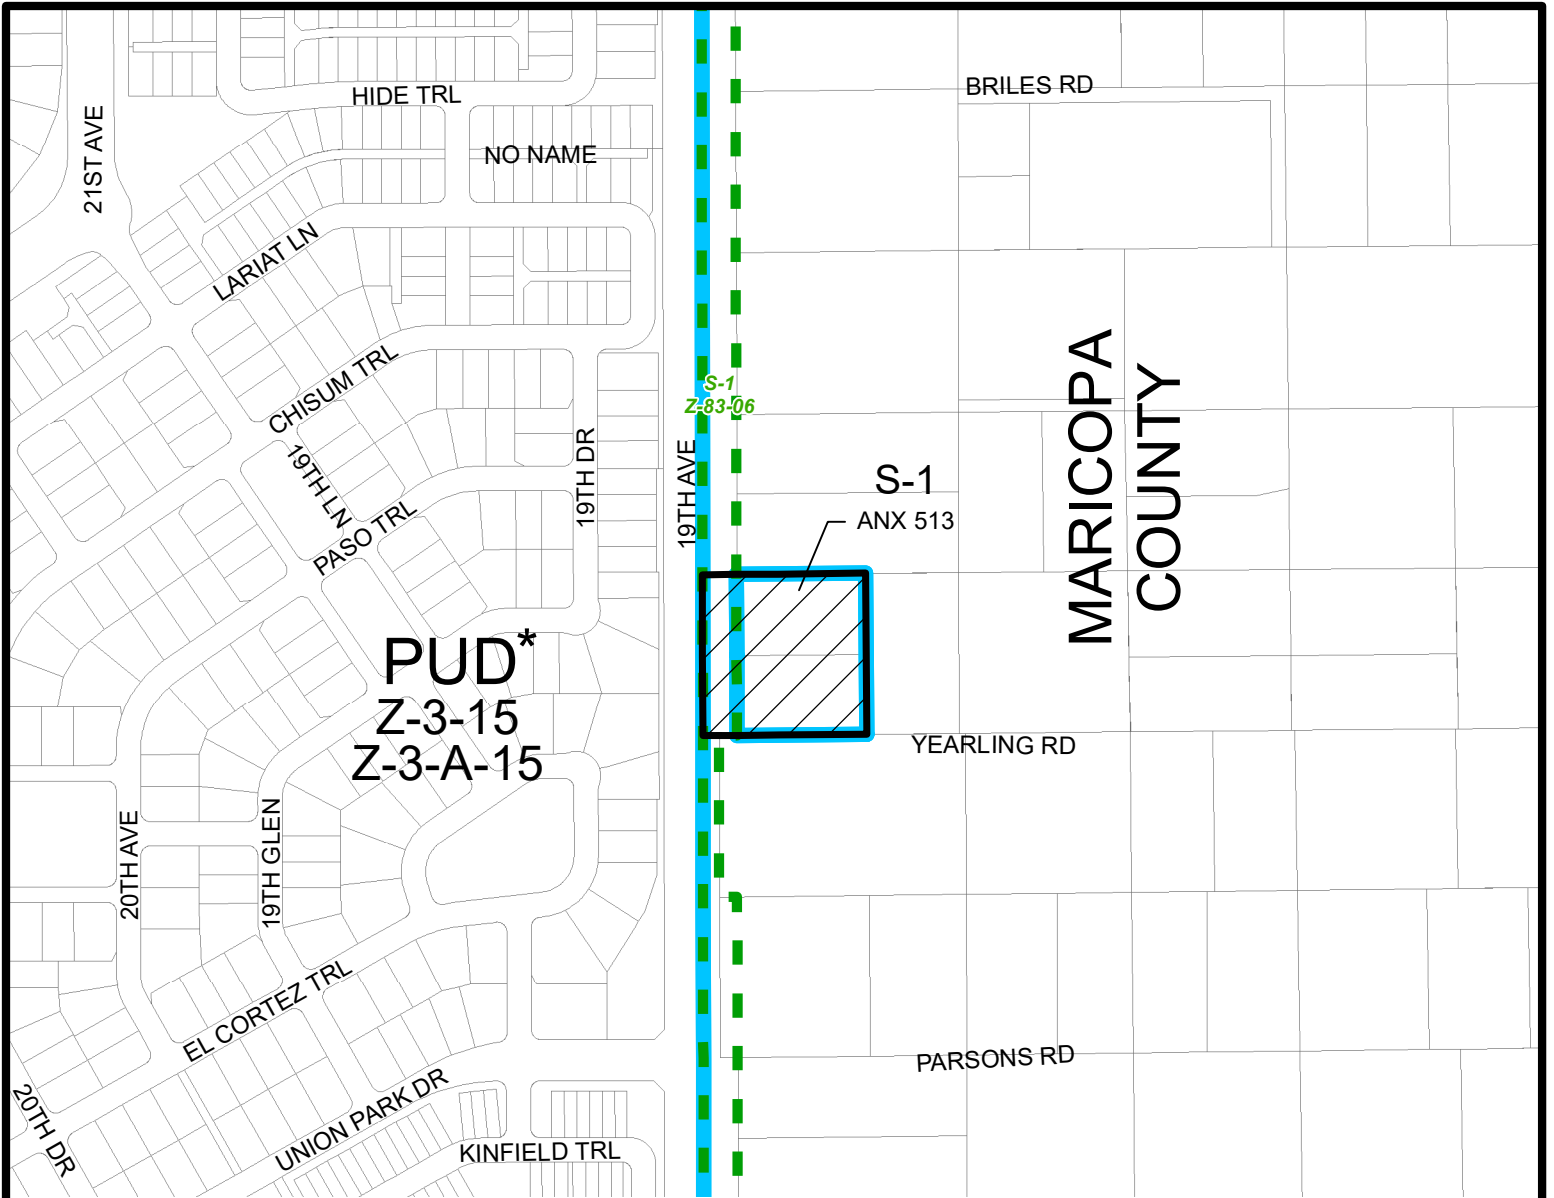 BRILES RD
HIDE TRL
NO NAME
21ST AVE
LARIAT LN
CHISUM TRL
S-1
Z-83-06
19TH LN
19TH DR
19TH AVE
PASO TRL
S-1
ANX 513
MARICOPA
COUNTY
PUD*
Z-3-15
Z-3-A-15
YEARLING RD
20TH AVE
19TH GLEN
EL CORTEZ TRL
PARSONS RD
20TH DR
UNION PARK DR
KINFIELD TRL